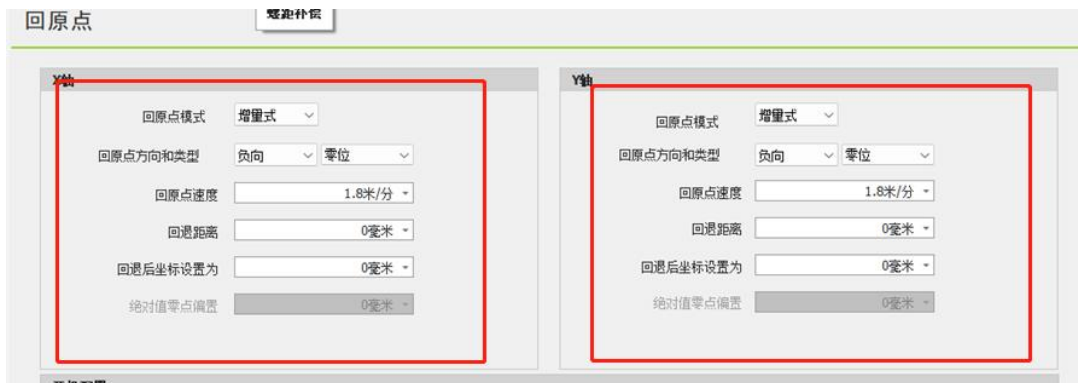 回原点
螺距补偿
X轴
回原点模式 增量式
回原点方向和类型 负向 零位
回原点速度 1.8米/分
回退距离 0毫米
回退后坐标设置为 0毫米
绝对值零点偏置 0毫米
Y轴
回原点模式 增量式
回原点方向和类型 负向 零位
回原点速度 1.8米/分
回退距离 0毫米
回退后坐标设置为 0毫米
绝对值零点偏置 0毫米